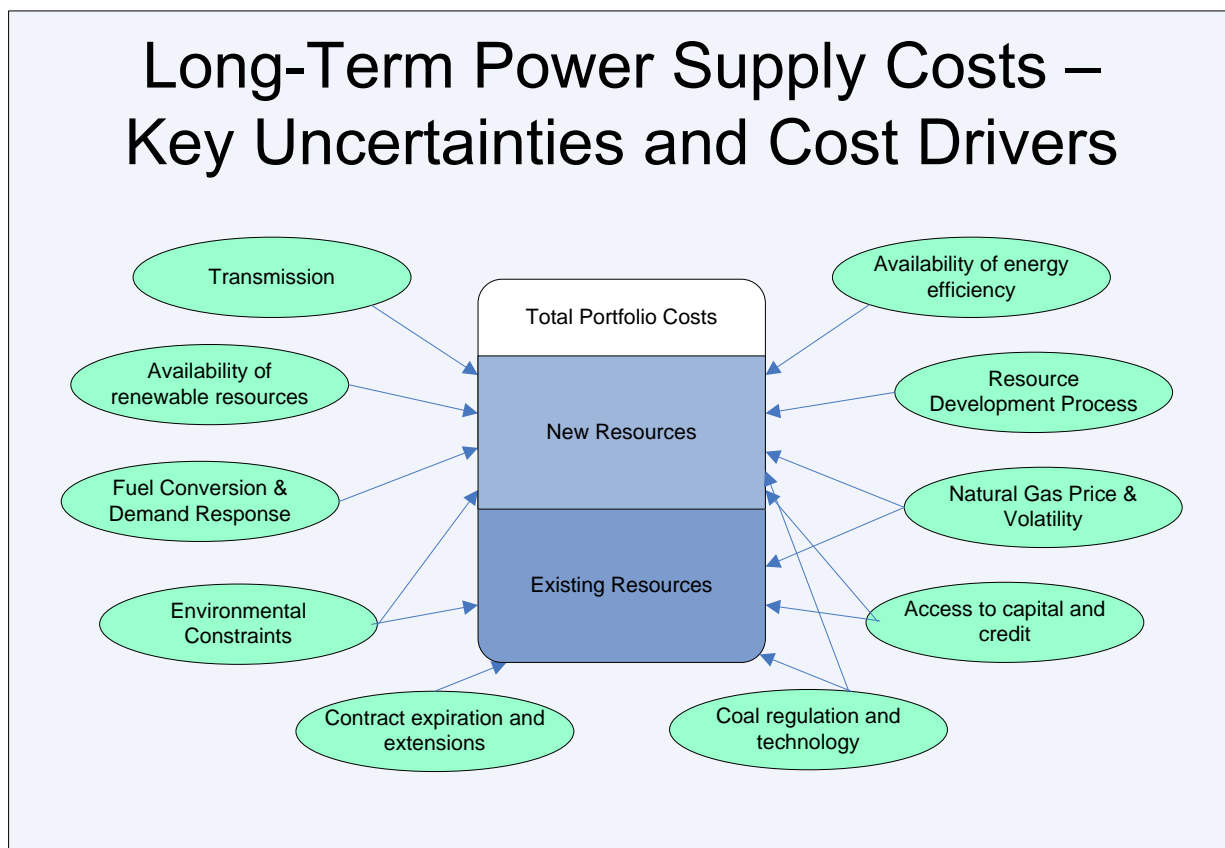 Long-Term Power Supply Costs –
Key Uncertainties and Cost Drivers
Transmission
Availability of energy
efficiency
Total Portfolio Costs
Availability of
renewable resources
Resource
Development Process
New Resources
Fuel Conversion &
Demand Response
Natural Gas Price &
Volatility
Existing Resources
Environmental
Constraints
Access to capital and
credit
Contract expiration and
extensions
Coal regulation and
technology